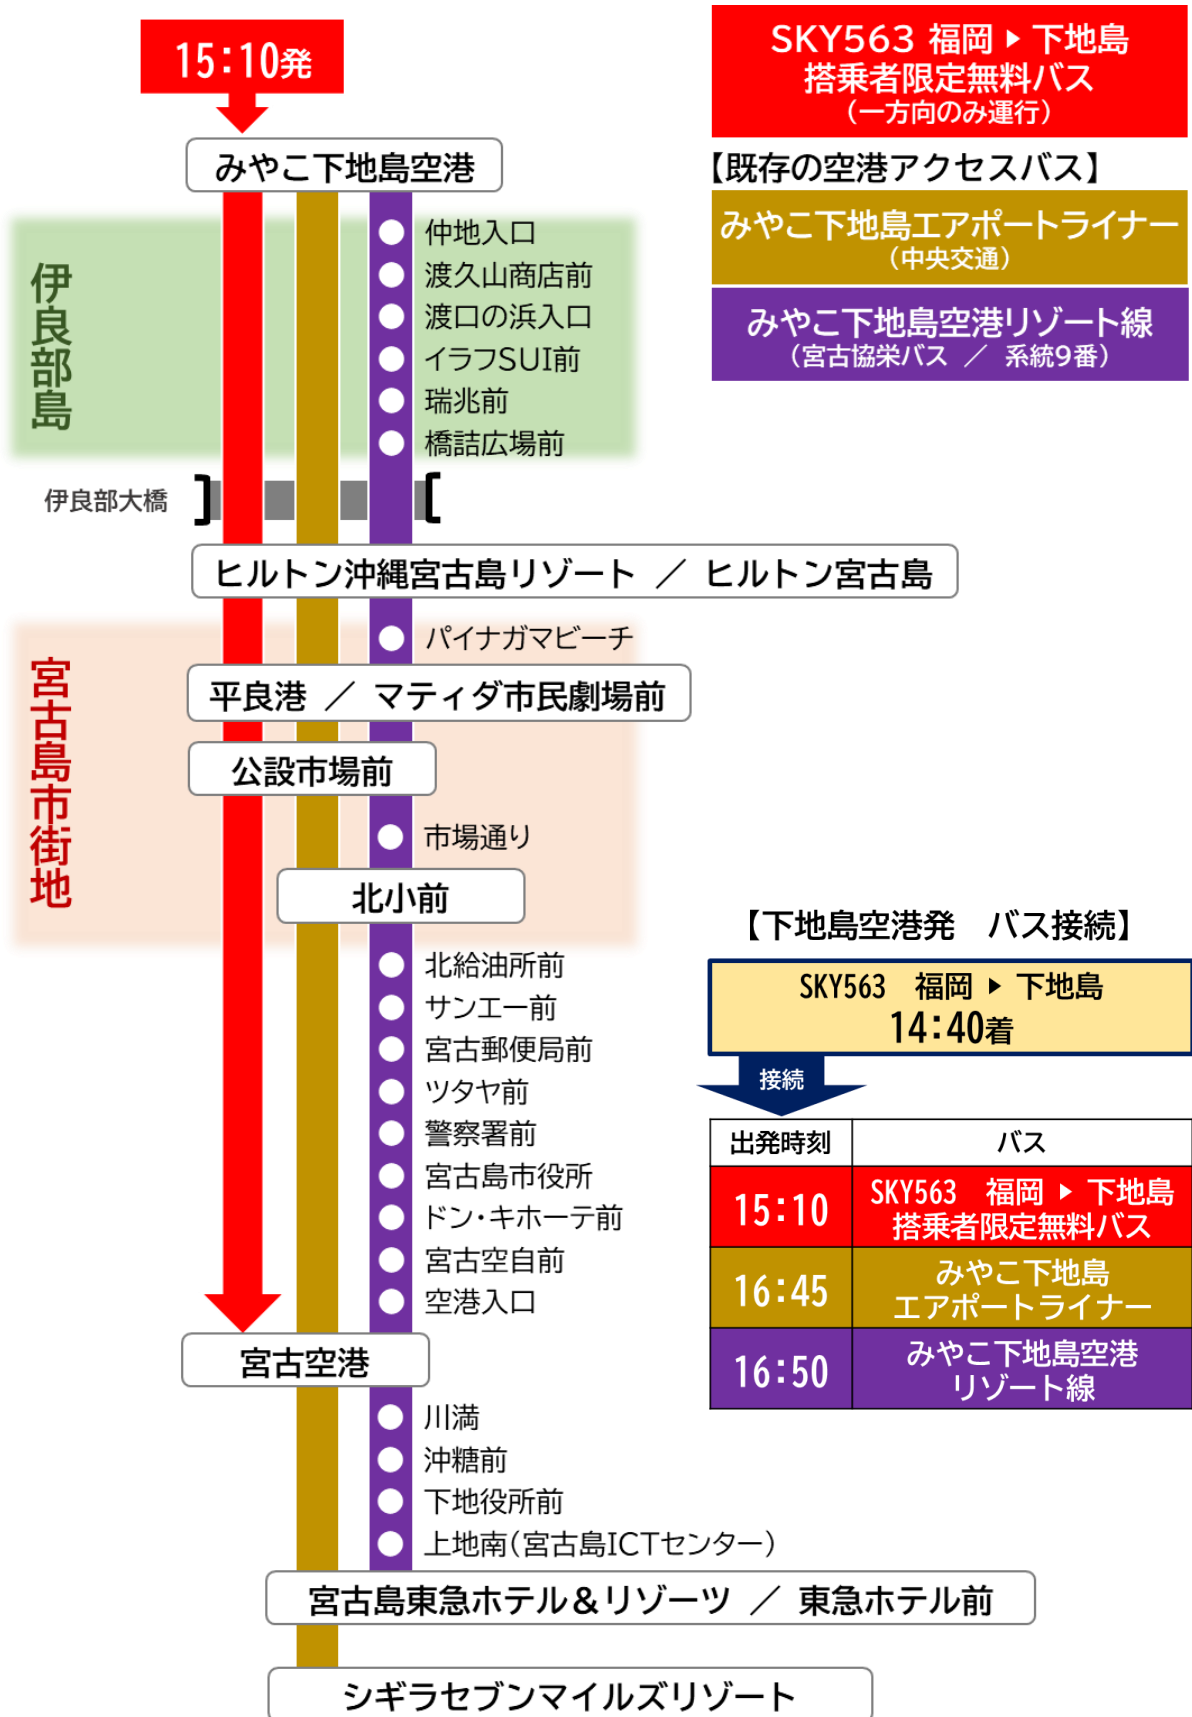 15:10発
みやこ下地島空港
伊良部島
仲地入口
渡久山商店前
渡口の浜入口
イラフSUI前
瑞兆前
橋詰広場前
伊良部大橋
ヒルトン沖縄宮古島リゾート ／ ヒルトン宮古島
宮古島市街地
パイナガマビーチ
平良港 ／ マティダ市民劇場前
公設市場前
市場通り
北小前
北給油所前
サンエー前
宮古郵便局前
ツタヤ前
警察署前
宮古島市役所
ドン・キホーテ前
宮古空自前
空港入口
宮古空港
川満
沖糖前
下地役所前
上地南（宮古島ICTセンター）
宮古島東急ホテル＆リゾーツ ／ 東急ホテル前
シギラセブンマイルズリゾート
SKY563 福岡▶下地島
搭乗者限定無料バス
（一方向のみ運行）
【既存の空港アクセスバス】
みやこ下地島エアポートライナー
（中央交通）
みやこ下地島空港リゾート線
（宮古協栄バス ／ 系統9番）
【下地島空港発　バス接続】
SKY563　福岡 ▶ 下地島
14:40着
接続
出発時刻 バス
15:10 SKY563　福岡 ▶ 下地島
搭乗者限定無料バス
16:45 みやこ下地島
エアポートライナー
16:50 みやこ下地島空港
リゾート線